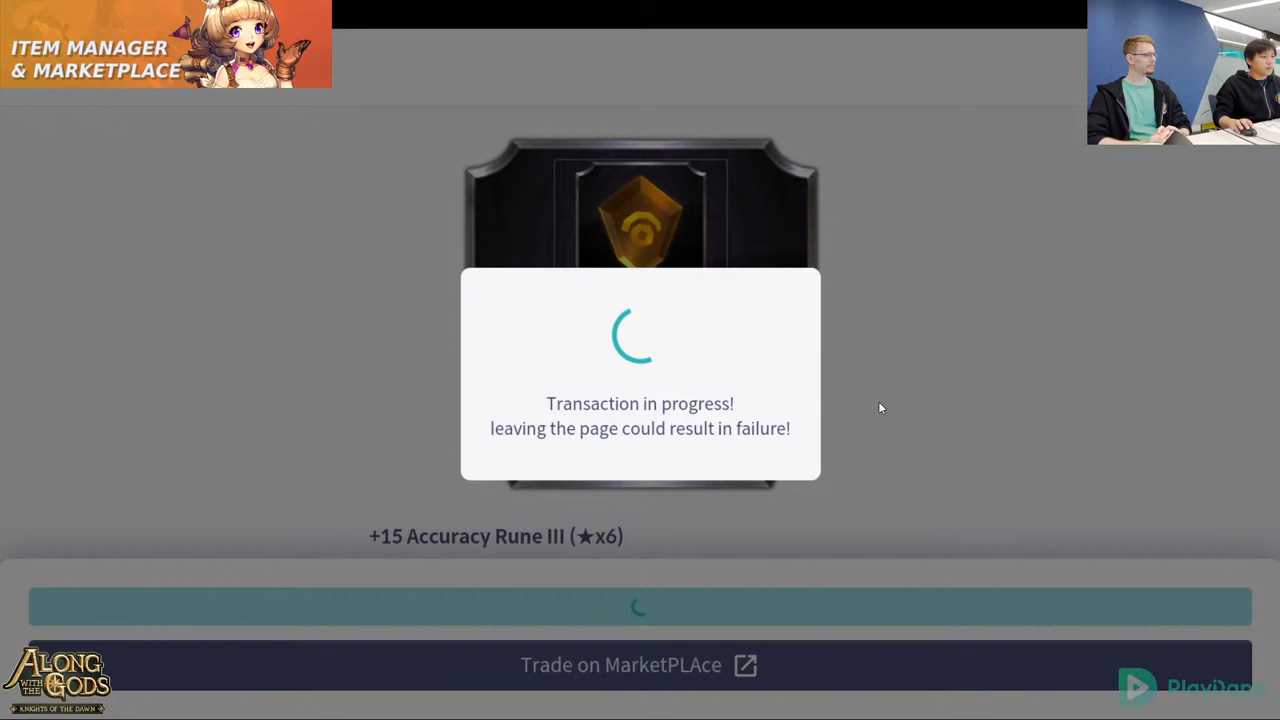 ITEM MANAGER
& MARKETPLACE
Transaction in progress!
leaving the page could result in failure!
+15 Accuracy Rune III (★x6)
Trade on MarketPLAce
ALONG
WITH THE GODS
KNIGHTS OF THE DAWN
PlayDapp